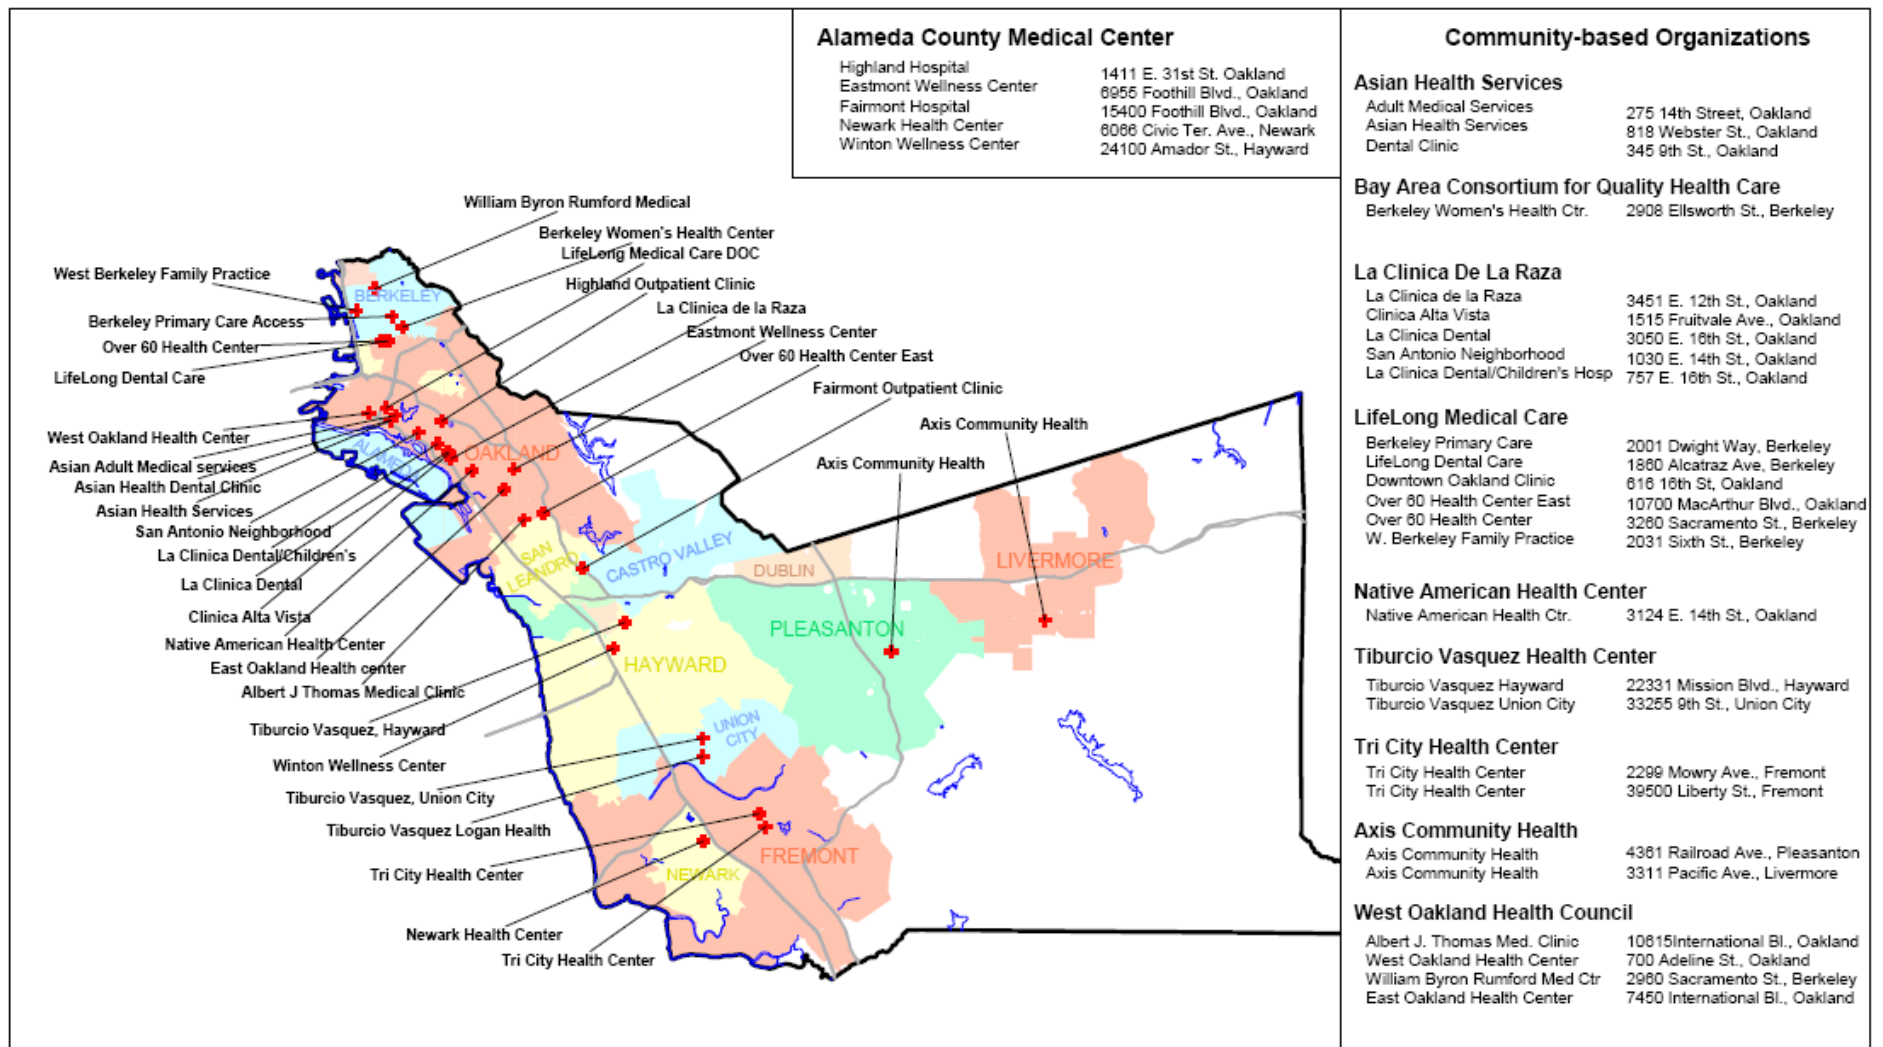 Alameda County Medical Center
Highland Hospital 1411 E. 31st St. Oakland
Eastmont Wellness Center 6955 Foothill Blvd., Oakland
Fairmont Hospital 15400 Foothill Blvd., Oakland
Newark Health Center 6066 Civic Ter. Ave., Newark
Winton Wellness Center 24100 Amador St., Hayward
Community-based Organizations
Asian Health Services
Adult Medical Services 275 14th Street, Oakland
Asian Health Services 818 Webster St., Oakland
Dental Clinic 345 9th St., Oakland
Bay Area Consortium for Quality Health Care
Berkeley Women's Health Ctr. 2908 Ellsworth St., Berkeley
La Clinica De La Raza
La Clinica de la Raza 3451 E. 12th St., Oakland
Clinica Alta Vista 1515 Fruitvale Ave., Oakland
La Clinica Dental 3050 E. 16th St., Oakland
San Antonio Neighborhood 1030 E. 14th St., Oakland
La Clinica Dental/Children's Hosp 757 E. 16th St., Oakland
LifeLong Medical Care
Berkeley Primary Care 2001 Dwight Way, Berkeley
LifeLong Dental Care 1860 Alcatraz Ave, Berkeley
Downtown Oakland Clinic 616 16th St, Oakland
Over 60 Health Center East 10700 MacArthur Blvd., Oakland
Over 60 Health Center 3260 Sacramento St., Berkeley
W. Berkeley Family Practice 2031 Sixth St., Berkeley
Native American Health Center
Native American Health Ctr. 3124 E. 14th St., Oakland
Tiburcio Vasquez Health Center
Tiburcio Vasquez Hayward 22331 Mission Blvd., Hayward
Tiburcio Vasquez Union City 33255 9th St., Union City
Tri City Health Center
Tri City Health Center 2299 Mowry Ave., Fremont
Tri City Health Center 39500 Liberty St., Fremont
Axis Community Health
Axis Community Health 4361 Railroad Ave., Pleasanton
Axis Community Health 3311 Pacific Ave., Livermore
West Oakland Health Council
Albert J. Thomas Med. Clinic 10615International Bl., Oakland
West Oakland Health Center 700 Adeline St., Oakland
William Byron Rumford Med Ctr 2960 Sacramento St., Berkeley
East Oakland Health Center 7450 International Bl., Oakland
William Byron Rumford Medical
Berkeley Women's Health Center
LifeLong Medical Care DOC
Highland Outpatient Clinic
La Clinica de la Raza
Eastmont Wellness Center
Over 60 Health Center East
Fairmont Outpatient Clinic
Axis Community Health
Axis Community Health
West Berkeley Family Practice
Berkeley Primary Care Access
Over 60 Health Center
LifeLong Dental Care
West Oakland Health Center
Asian Adult Medical services
Asian Health Dental Clinic
Asian Health Services
San Antonio Neighborhood
La Clinica Dental/Children's
La Clinica Dental
Clinica Alta Vista
Native American Health Center
East Oakland Health center
Albert J Thomas Medical Clinic
Tiburcio Vasquez, Hayward
Winton Wellness Center
Tiburcio Vasquez, Union City
Tiburcio Vasquez Logan Health
Tri City Health Center
Newark Health Center
Tri City Health Center
BERKELEY
OAKLAND
ALAMEDA
SAN
LEANDRO
CASTRO VALLEY
DUBLIN
LIVERMORE
PLEASANTON
HAYWARD
UNION
CITY
FREMONT
NEWARK